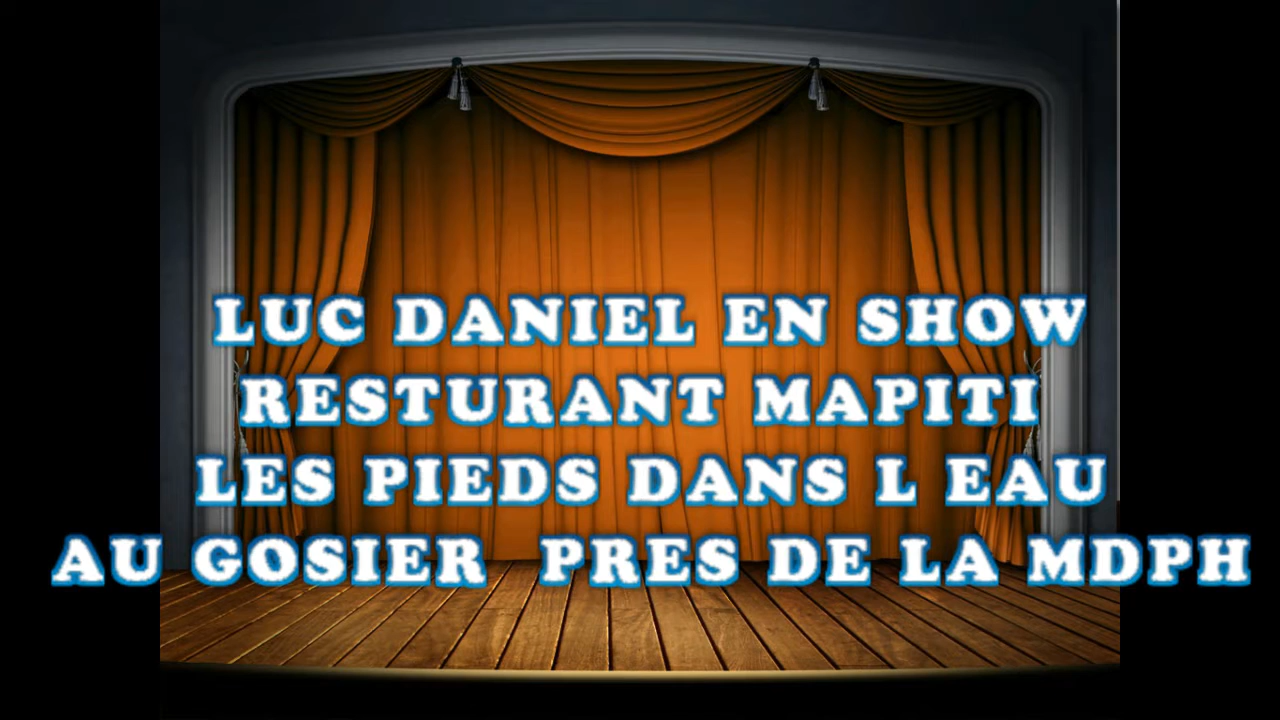 LUC DANIEL EN SHOW
RESTURANT MAPITI
LES PIEDS DANS L EAU
AU GOSIER PRES DE LA MDPH